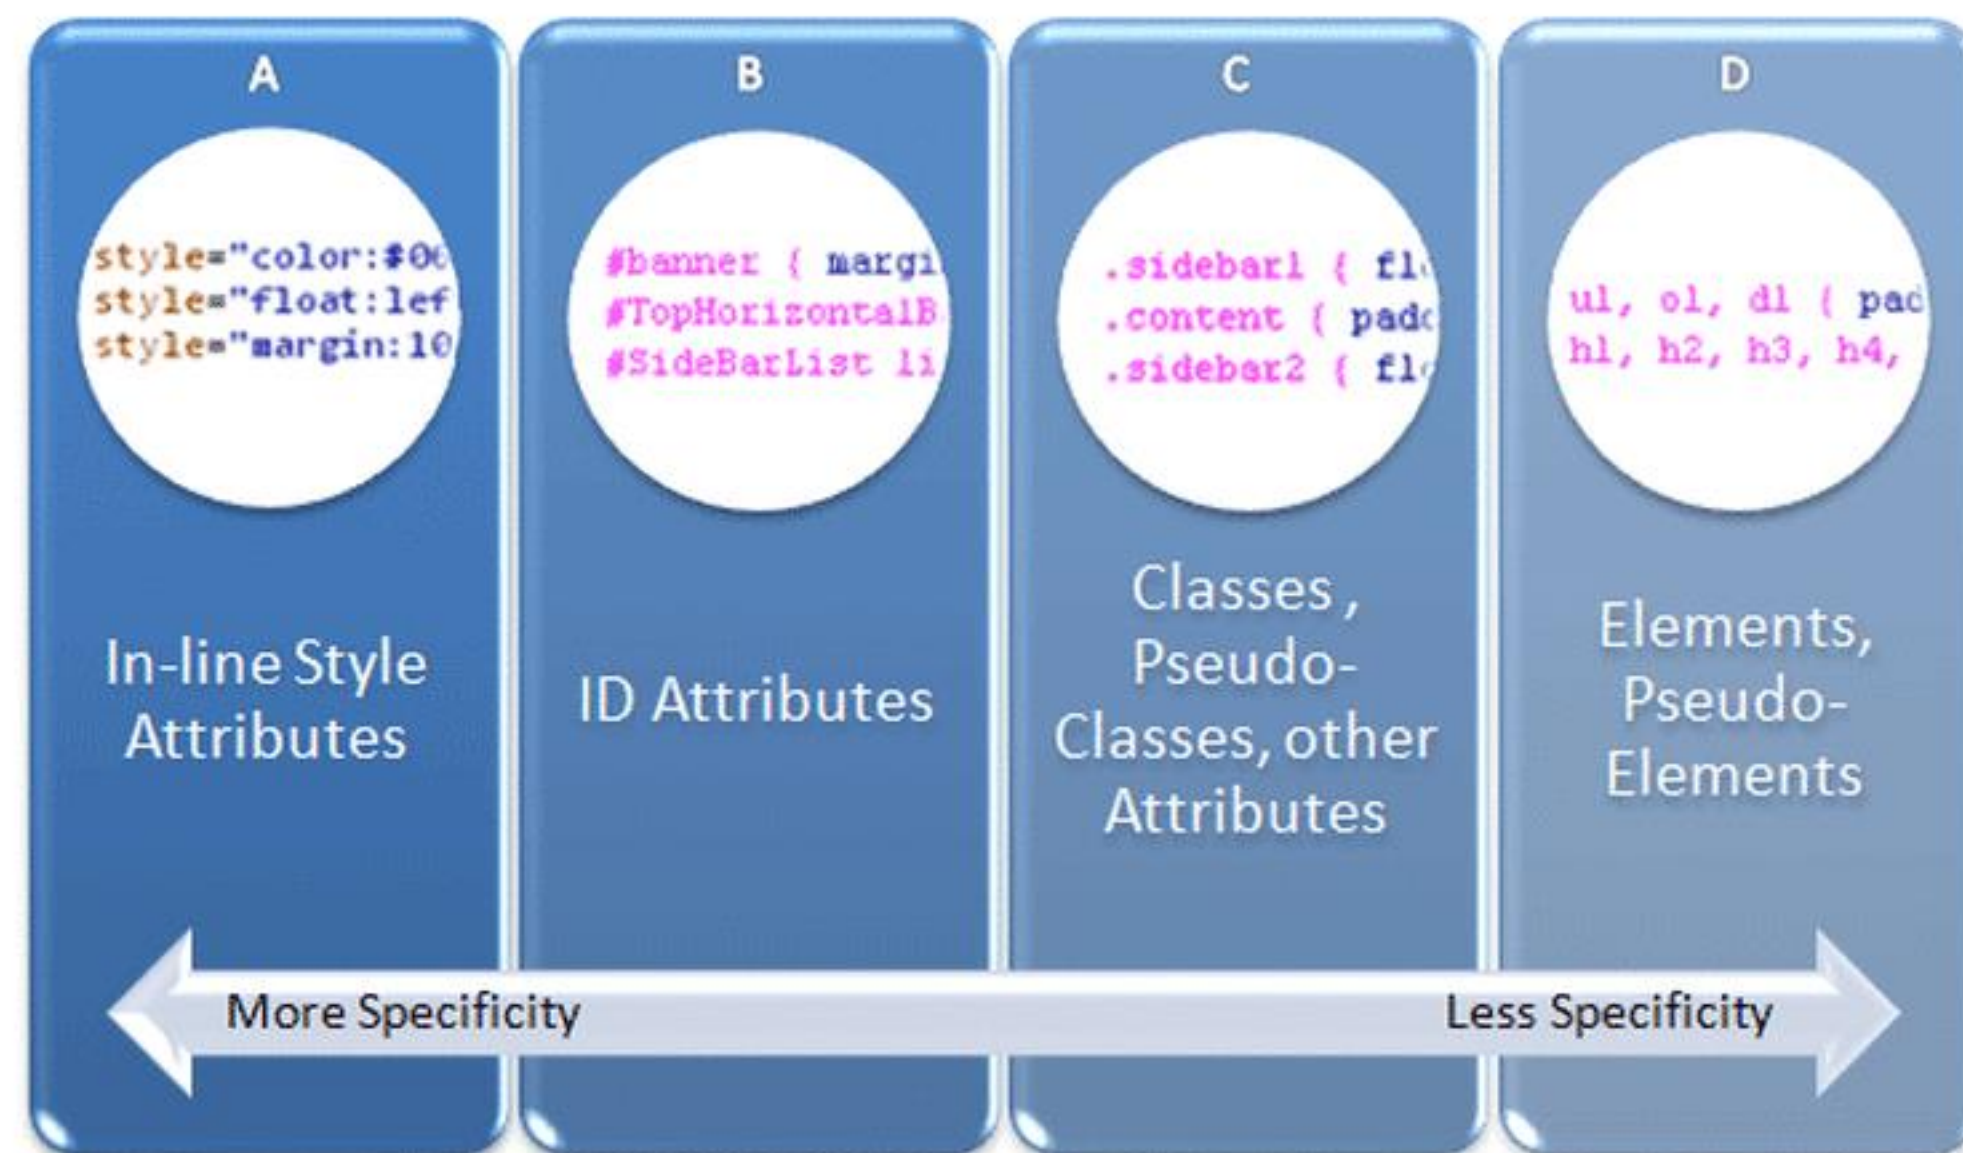 A
style="color:#00
style="float:lef
style="margin:10
In-line Style
Attributes
B
#banner { margi
#TopHorizontalB
#SideBarList li
ID Attributes
C
.sidebar1 { flo
.content { padd
.sidebar2 { flo
Classes ,
Pseudo-
Classes, other
Attributes
D
ul, ol, dl { pad
h1, h2, h3, h4,
Elements,
Pseudo-
Elements
More Specificity
Less Specificity